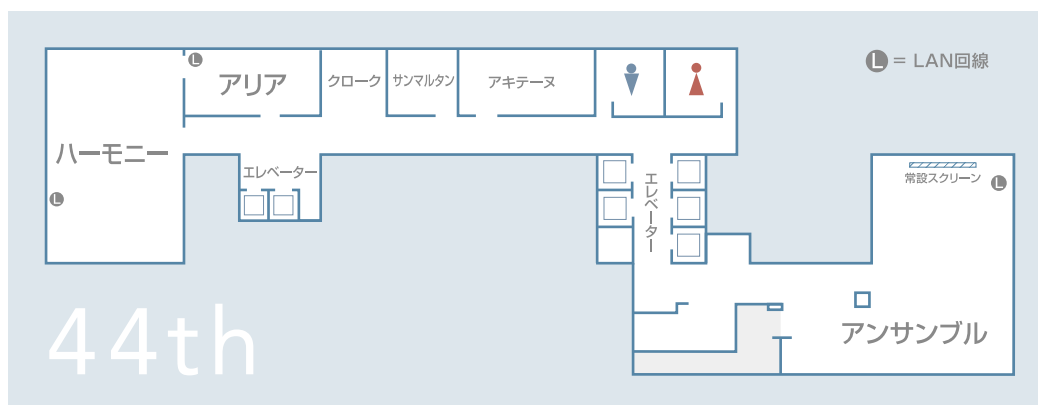 L = LAN回線
L
アリア
クローク
サンマルタン
アキテーヌ
ハーモニー
エレベーター
エレベーター
常設スクリーン
L
L
アンサンブル
44th